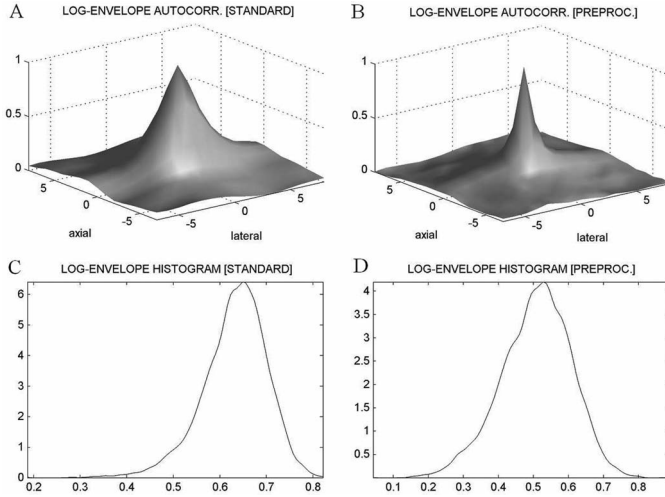 A
LOG-ENVELOPE AUTOCORR. [STANDARD]
1
0.5
0
5
0
-5
axial
-5
0
5
lateral
B
LOG-ENVELOPE AUTOCORR. [PREPROC.]
1
0.5
0
5
0
-5
axial
-5
0
5
lateral
C
LOG-ENVELOPE HISTOGRAM [STANDARD]
6
5
4
3
2
1
0
0.2 0.3 0.4 0.5 0.6 0.7 0.8
D
LOG-ENVELOPE HISTOGRAM [PREPROC.]
4
3.5
3
2.5
2
1.5
1
0.5
0.1 0.2 0.3 0.4 0.5 0.6 0.7 0.8